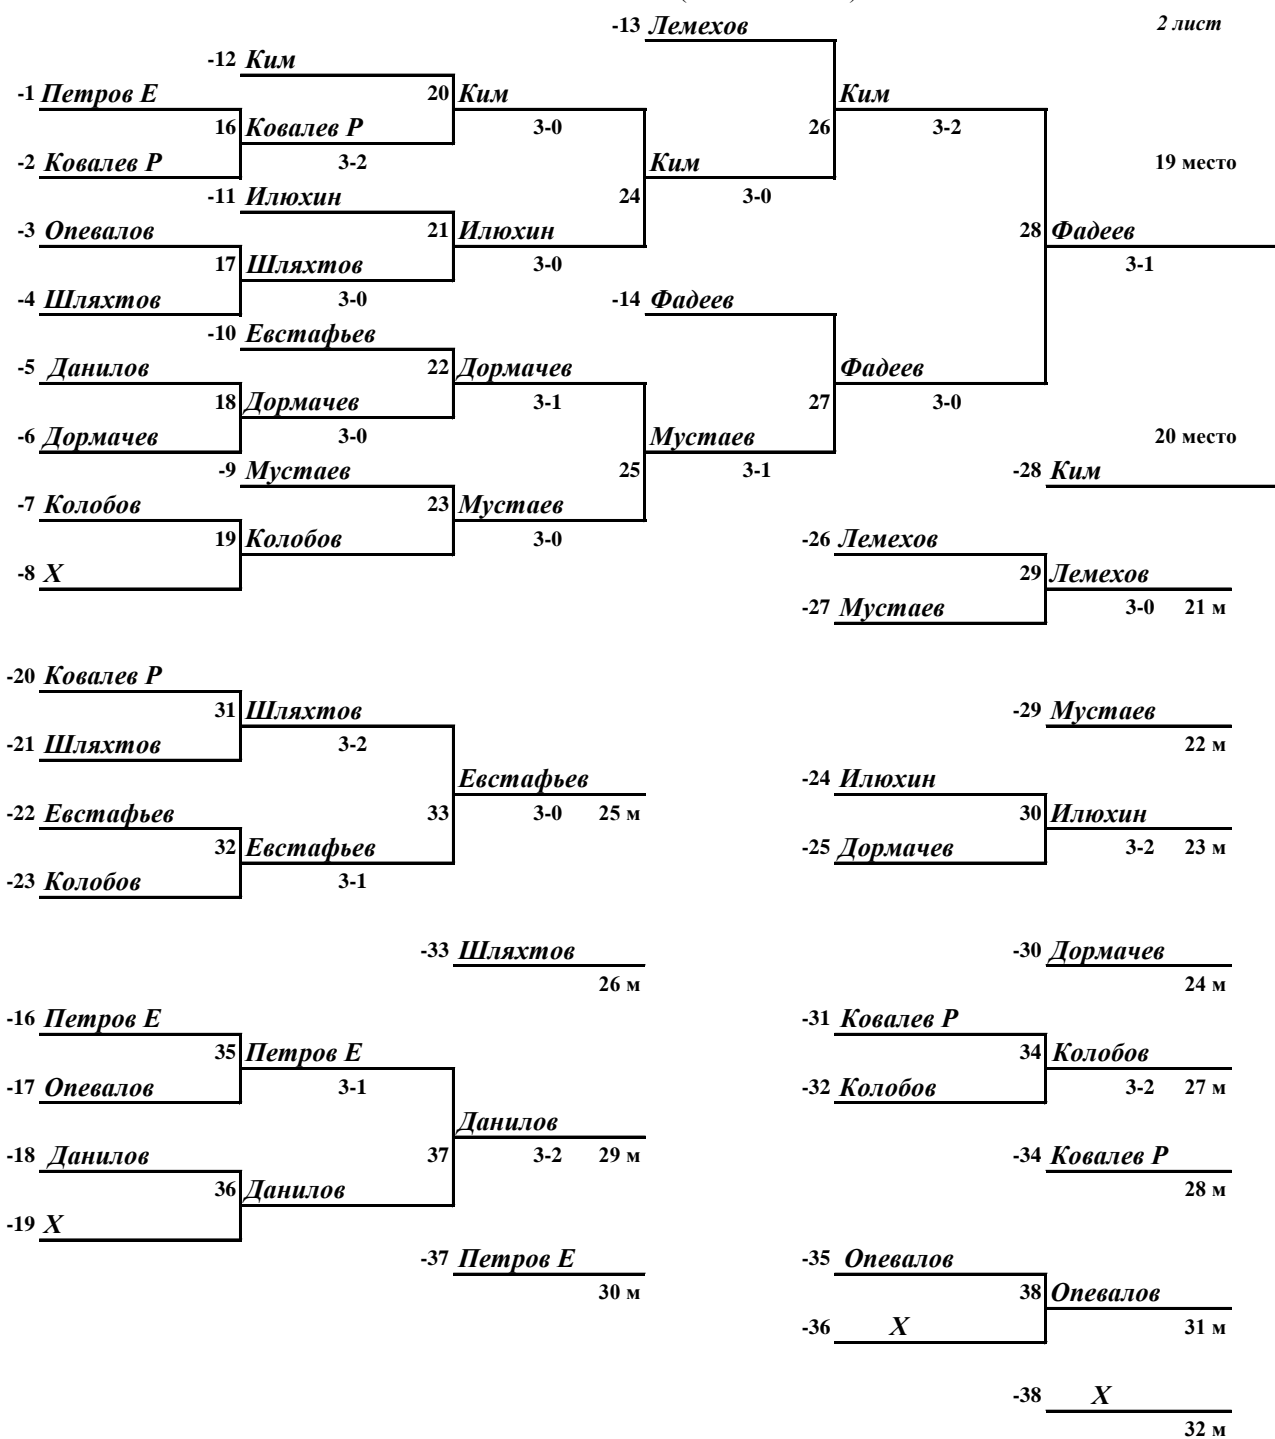 -13 Лемехов 2 лист
-12 Ким
-1 Петров Е 20 Ким Ким
16 Ковалев Р 3-0 26 3-2
-2 Ковалев Р 3-2 Ким 19 место
-11 Илюхин 24 3-0
-3 Опевалов 21 Илюхин 28 Фадеев
17 Шляхтов 3-0 3-1
-4 Шляхтов 3-0 -14 Фадеев
-10 Евстафьев
-5 Данилов 22 Дормачев Фадеев
18 Дормачев 3-1 27 3-0
-6 Дормачев 3-0 Мустаев 20 место
-9 Мустаев 25 3-1 -28 Ким
-7 Колобов 23 Мустаев
19 Колобов 3-0 -26 Лемехов
-8 Х 29 Лемехов
-27 Мустаев 3-0 21 м
-20 Ковалев Р
31 Шляхтов -29 Мустаев
-21 Шляхтов 3-2 22 м
Евстафьев -24 Илюхин
-22 Евстафьев 33 3-0 25 м 30 Илюхин
32 Евстафьев -25 Дормачев 3-2 23 м
-23 Колобов 3-1
-33 Шляхтов -30 Дормачев
26 м 24 м
-16 Петров Е -31 Ковалев Р
35 Петров Е 34 Колобов
-17 Опевалов 3-1 -32 Колобов 3-2 27 м
Данилов
-18 Данилов 37 3-2 29 м -34 Ковалев Р
36 Данилов 28 м
-19 Х
-37 Петров Е -35 Опевалов
30 м 38 Опевалов
-36 Х 31 м
-38 Х
32 м